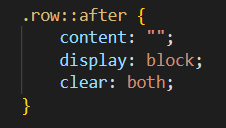 .row::after {
    content: "";
    display: block;
    clear: both;
}